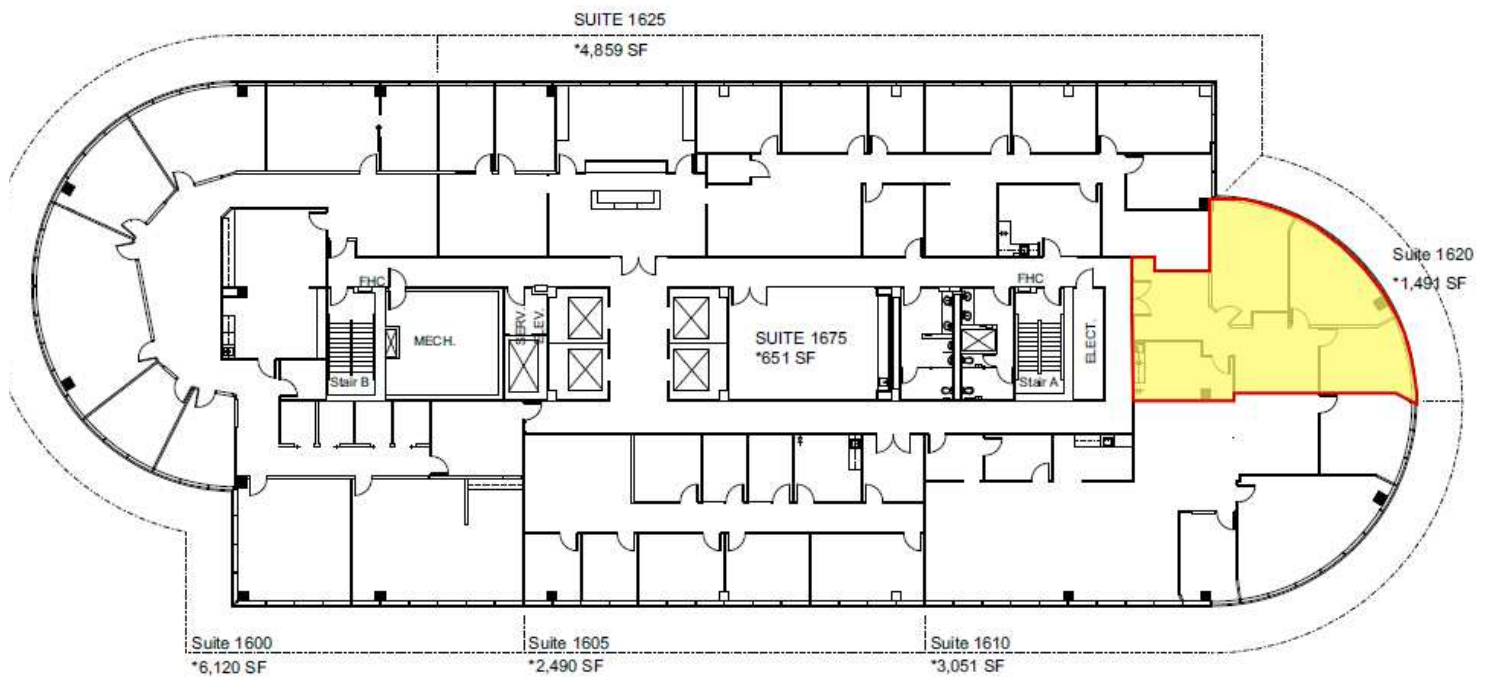 SUITE 1625
*4,859 SF
Suite 1620
*1,491 SF
FHC
FHC
SERV.
ELEV.
MECH.
SUITE 1675
*651 SF
ELECT.
Stair B
Stair A
Suite 1600
*6,120 SF
Suite 1605
*2,490 SF
Suite 1610
*3,051 SF